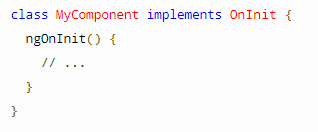 class MyComponent implements OnInit {
  ngOnInit() {
    // ...
  }
}